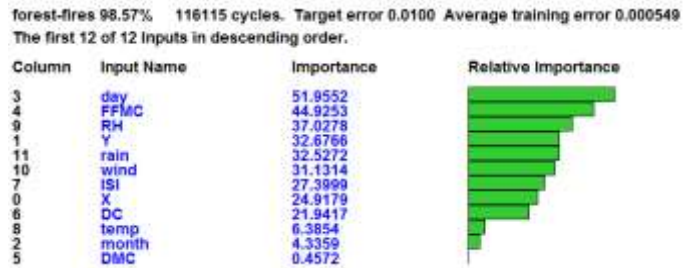 forest-fires 98.57% 116115 cycles. Target error 0.0100 Average training error 0.000549
The first 12 of 12 Inputs in descending order.
Column Input Name Importance Relative Importance
3 day 51.9552
4 FFMC 44.9253
9 RH 37.0278
1 Y 32.6766
11 rain 32.5272
10 wind 31.1314
7 ISI 27.3999
0 X 24.9179
6 DC 21.9417
8 temp 6.3854
2 month 4.3359
5 DMC 0.4572